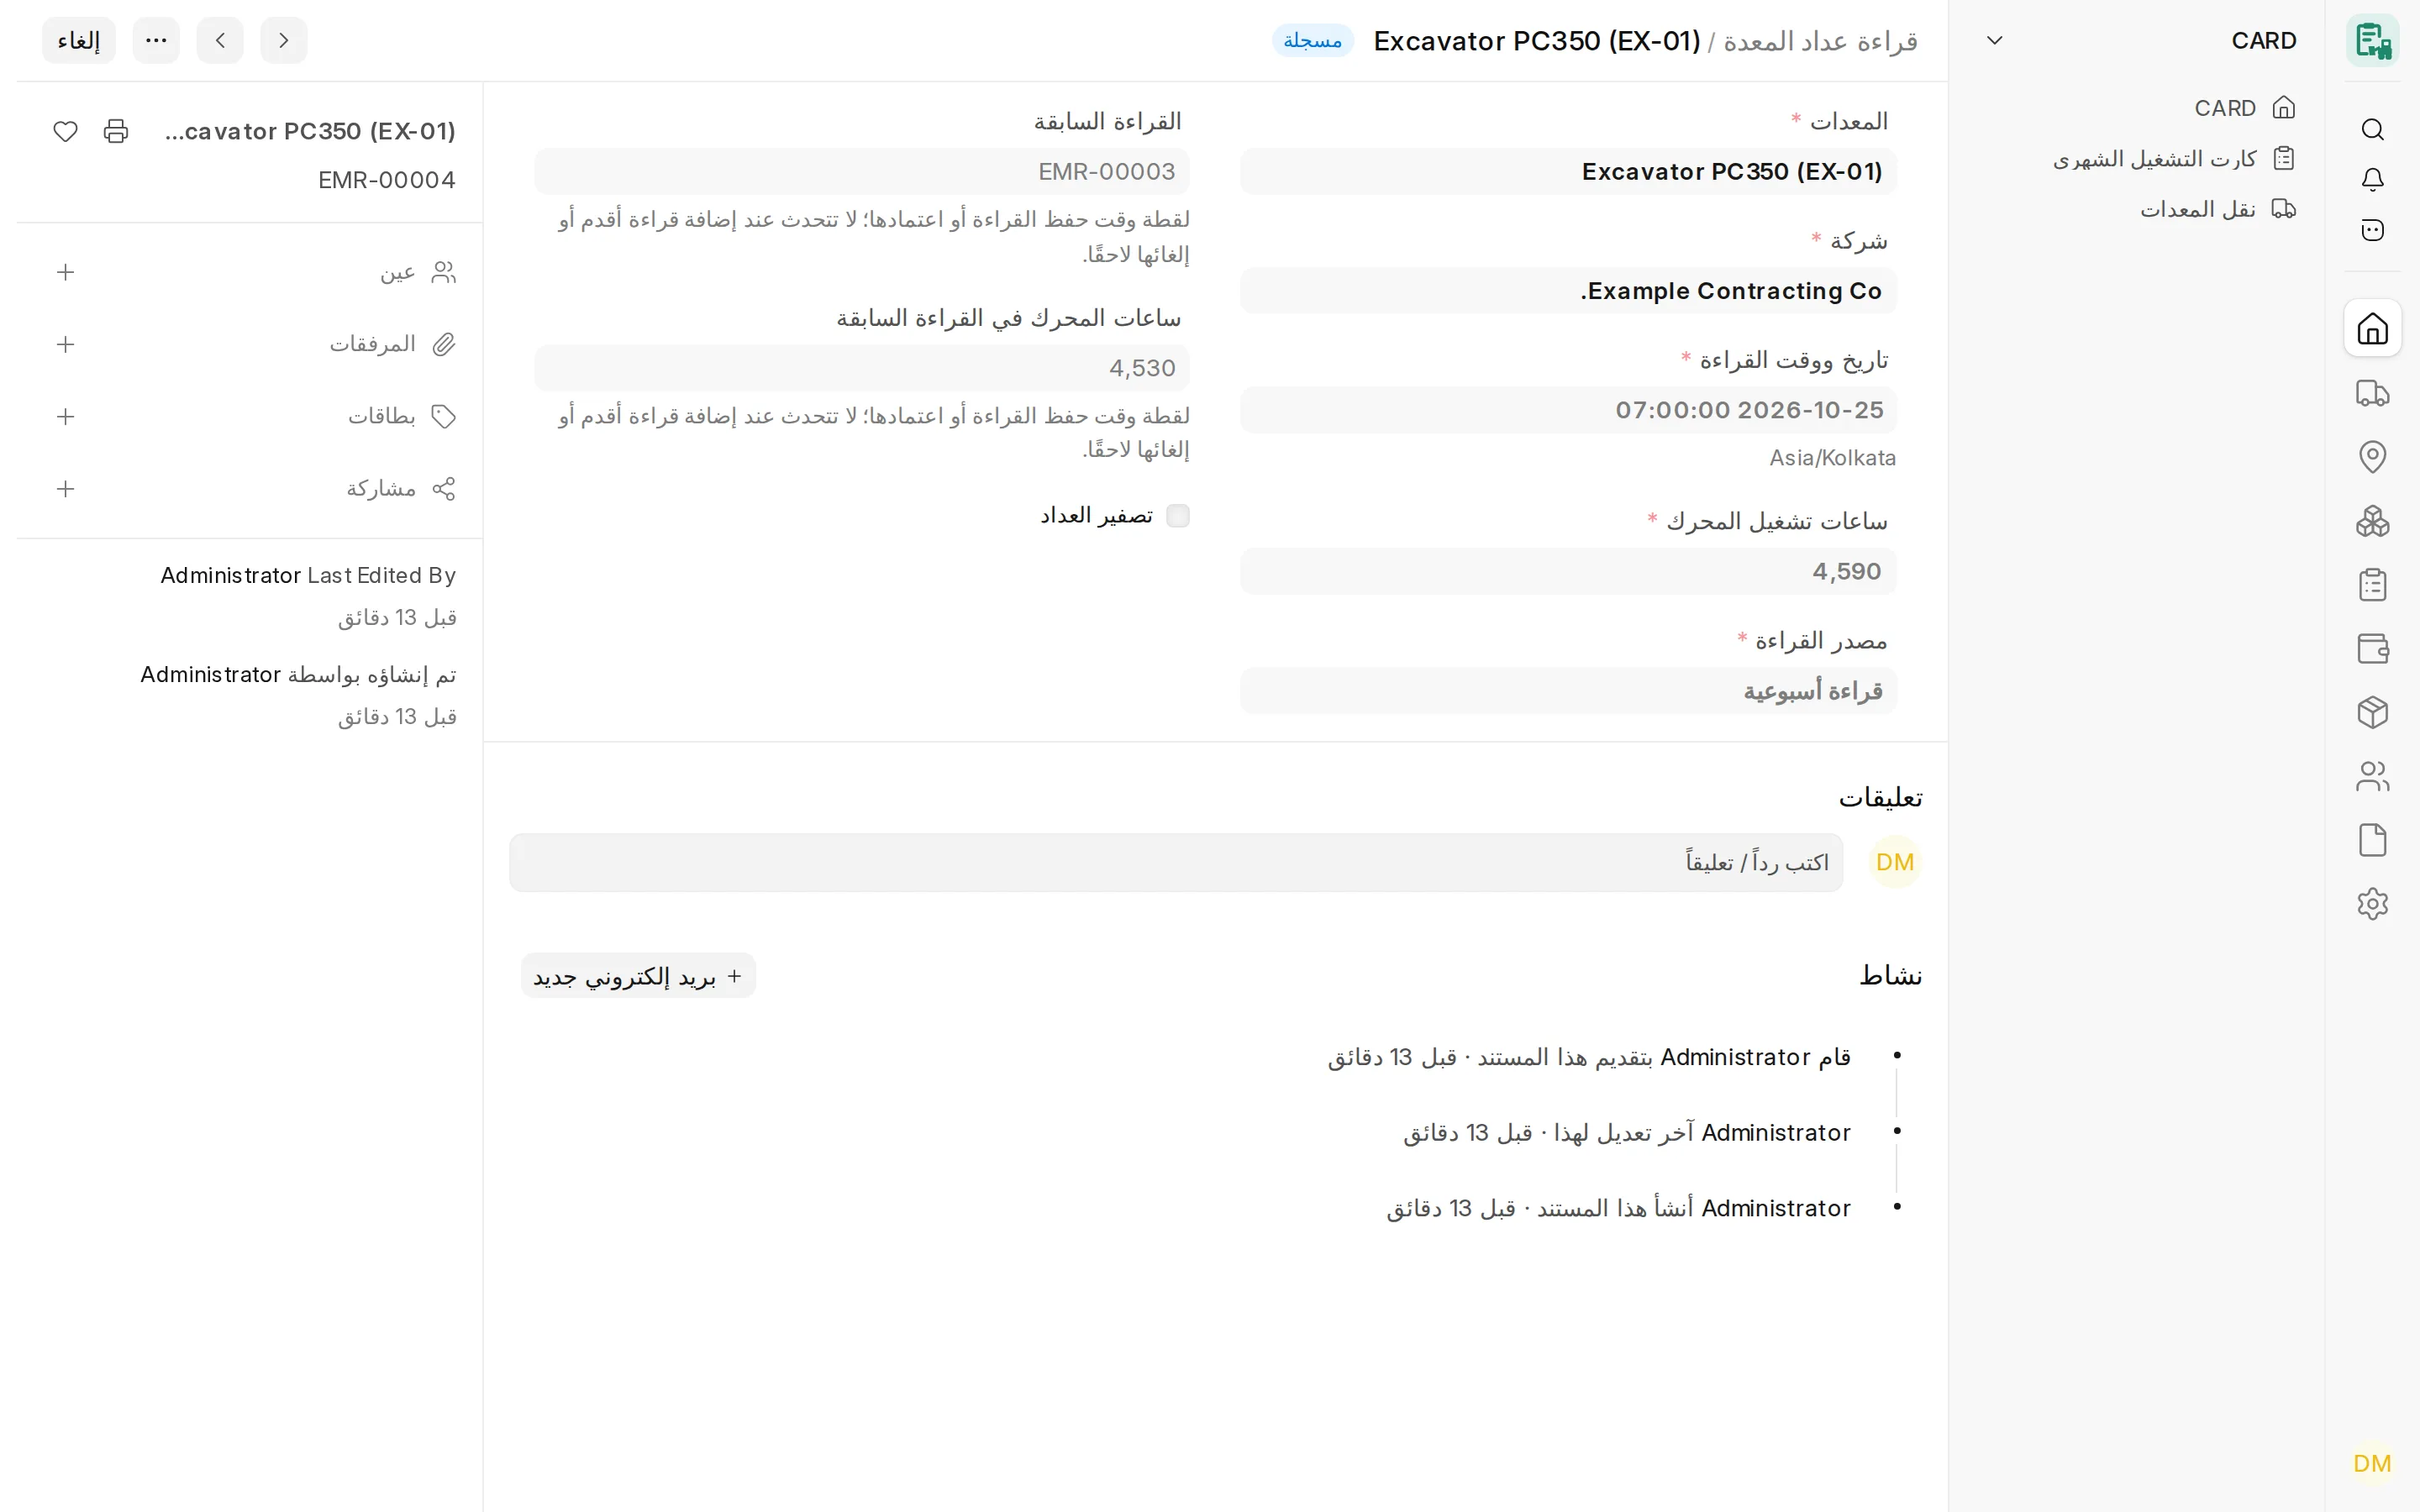 CARD
CARD
كارت التشغيل الشهرى
نقل المعدات
DM
قراءة عداد المعدة / Excavator PC350 (EX-01) مسجلة
إلغاء
المعدات *
Excavator PC350 (EX-01)
شركة *
Example Contracting Co.
تاريخ ووقت القراءة *
07:00:00 2026-10-25
Asia/Kolkata
ساعات تشغيل المحرك *
4,590
مصدر القراءة *
قراءة أسبوعية
القراءة السابقة
EMR-00003
لقطة وقت حفظ القراءة أو اعتمادها؛ لا تتحدث عند إضافة قراءة أقدم أو
إلغائها لاحقًا.
ساعات المحرك في القراءة السابقة
4,530
لقطة وقت حفظ القراءة أو اعتمادها؛ لا تتحدث عند إضافة قراءة أقدم أو
إلغائها لاحقًا.
تصفير العداد
تعليقات
DM
اكتب رداً / تعليقاً
نشاط
+ بريد إلكتروني جديد
قام Administrator بتقديم هذا المستند · قبل 13 دقائق
Administrator آخر تعديل لهذا · قبل 13 دقائق
Administrator أنشأ هذا المستند · قبل 13 دقائق
...cavator PC350 (EX-01)
EMR-00004
عين
المرفقات
بطاقات
مشاركة
Administrator Last Edited By
قبل 13 دقائق
تم إنشاؤه بواسطة Administrator
قبل 13 دقائق